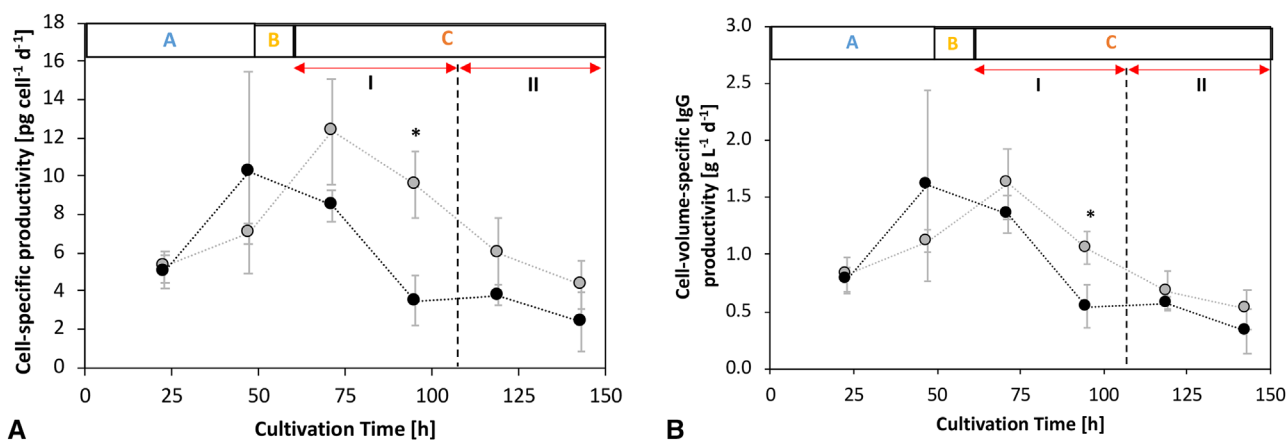 18
16
14
12
10
8
6
4
2
0
Cell-specific productivity [pg cell⁻¹ d⁻¹]
A
B
C
I
II
*
0
25
50
75
100
125
150
Cultivation Time [h]
A
3.0
2.5
2.0
1.5
1.0
0.5
0.0
Cell-volume-specific IgG
productivity [g L⁻¹ d⁻¹]
A
B
C
I
II
*
0
25
50
75
100
125
150
Cultivation Time [h]
B